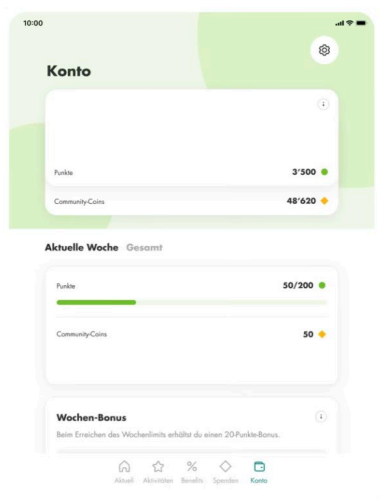 10:00
Konto
Punkte 3'500
Community-Coins 48'620
Aktuelle Woche Gesamt
Punkte 50/200
Community-Coins 50
Wochen-Bonus
Beim Erreichen des Wochenlimits erhältst du einen 20-Punkte-Bonus.
Aktuell Aktivitäten Benefits Spenden Konto